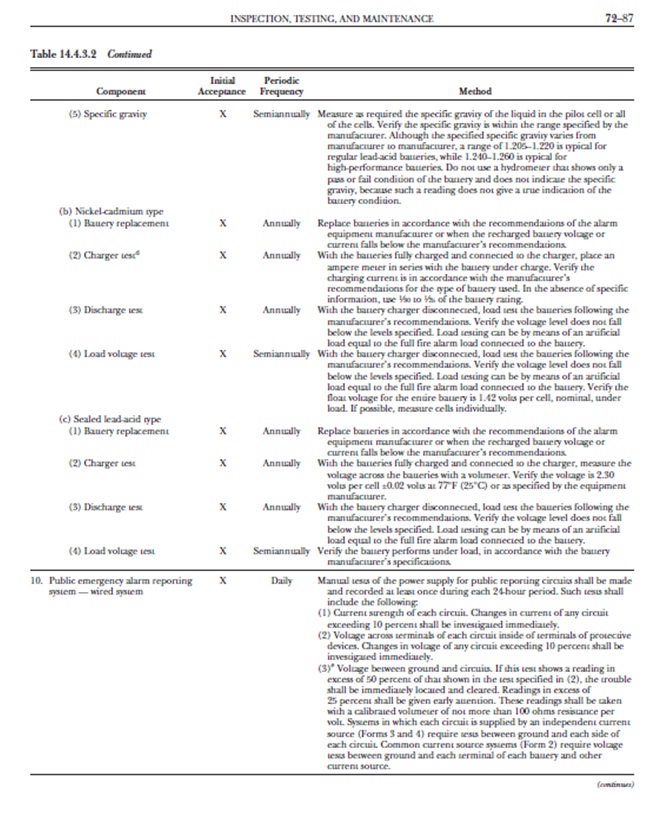 INSPECTION, TESTING, AND MAINTENANCE 72–87
Table 14.4.3.2 Continued
Component Initial Acceptance Periodic Frequency Method
(5) Specific gravity X Semiannually Measure as required the specific gravity of the liquid in the pilot cell or all
of the cells. Verify the specific gravity is within the range specified by the
manufacturer. Although the specified specific gravity varies from
manufacturer to manufacturer, a range of 1.205–1.220 is typical for
regular lead-acid batteries, while 1.240–1.260 is typical for
high-performance batteries. Do not use a hydrometer that shows only a
pass or fail condition of the battery and does not indicate the specific
gravity, because such a reading does not give a true indication of the
battery condition.
(b) Nickel-cadmium type
(1) Battery replacement X Annually Replace batteries in accordance with the recommendations of the alarm
equipment manufacturer or when the recharged battery voltage or
current falls below the manufacturer's recommendations.
(2) Charger test X Annually With the batteries fully charged and connected to the charger, place an
ampere meter in series with the battery under charge. Verify the
charging current is in accordance with the manufacturer's
recommendations for the type of battery used. In the absence of specific
information, use 1/30 to 1/25 of the battery rating.
(3) Discharge test X Annually With the battery charger disconnected, load test the batteries following the
manufacturer's recommendations. Verify the voltage level does not fall
below the levels specified. Load testing can be by means of an artificial
load equal to the full fire alarm load connected to the battery.
(4) Load voltage test X Semiannually With the battery charger disconnected, load test the batteries following the
manufacturer's recommendations. Verify the voltage level does not fall
below the levels specified. Load testing can be by means of an artificial
load equal to the full fire alarm load connected to the battery. Verify the
float voltage for the entire battery is 1.42 volts per cell, nominal, under
load. If possible, measure cells individually.
(c) Sealed lead-acid type
(1) Battery replacement X Annually Replace batteries in accordance with the recommendations of the alarm
equipment manufacturer or when the recharged battery voltage or
current falls below the manufacturer's recommendations.
(2) Charger test X Annually With the batteries fully charged and connected to the charger, measure the
voltage across the batteries with a voltmeter. Verify the voltage is 2.30
volts per cell ±0.02 volts at 77°F (25°C) or as specified by the equipment
manufacturer.
(3) Discharge test X Annually With the battery charger disconnected, load test the batteries following the
manufacturer's recommendations. Verify the voltage level does not fall
below the levels specified. Load testing can be by means of an artificial
load equal to the full fire alarm load connected to the battery.
(4) Load voltage test X Semiannually Verify the battery performs under load, in accordance with the battery
manufacturer's specifications.
10. Public emergency alarm reporting X Daily Manual tests of the power supply for public reporting circuits shall be made
system — wired system and recorded at least once during each 24-hour period. Such tests shall
include the following:
(1) Current strength of each circuit. Changes in current of any circuit
exceeding 10 percent shall be investigated immediately.
(2) Voltage across terminals of each circuit inside of terminals of protective
devices. Changes in voltage of any circuit exceeding 10 percent shall be
investigated immediately.
(3) Voltage between ground and circuits. If this test shows a reading in
excess of 50 percent of that shown in the test specified in (2), the trouble
shall be immediately located and cleared. Readings in excess of
25 percent shall be given early attention. These readings shall be taken
with a calibrated voltmeter of not more than 100 ohms resistance per
volt. Systems in which each circuit is supplied by an independent current
source (Forms 3 and 4) require tests between ground and each side of
each circuit. Common current source systems (Form 2) require voltage
tests between ground and each terminal of each battery and other
current source.
(continues)